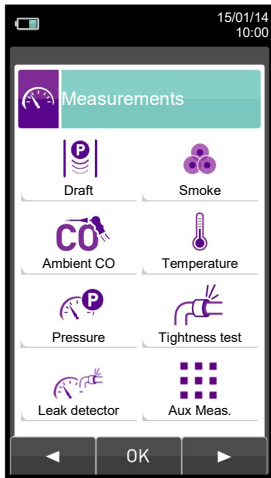 15/01/14
10:00
Measurements
P
Draft
Smoke
CO
Ambient CO
Temperature
P
Pressure
Tightness test
Leak detector
Aux Meas.
OK